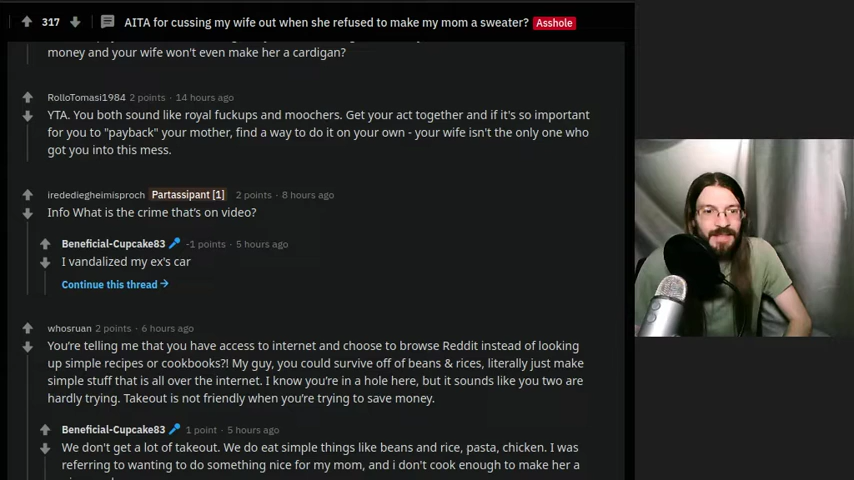 317 AITA for cussing my wife out when she refused to make my mom a sweater? Asshole
money and your wife won't even make her a cardigan?
RolloTomasi1984 2 points · 14 hours ago
YTA. You both sound like royal fuckups and moochers. Get your act together and if it's so important
for you to "payback" your mother, find a way to do it on your own - your wife isn't the only one who
got you into this mess.
iredediegheimisproch Partassipant [1] 2 points · 8 hours ago
Info What is the crime that's on video?
Beneficial-Cupcake83 -1 points · 5 hours ago
I vandalized my ex's car
Continue this thread
whosruan 2 points · 6 hours ago
You're telling me that you have access to internet and choose to browse Reddit instead of looking
up simple recipes or cookbooks?! My guy, you could survive off of beans & rices, literally just make
simple stuff that is all over the internet. I know you're in a hole here, but it sounds like you two are
hardly trying. Takeout is not friendly when you're trying to save money.
Beneficial-Cupcake83 1 point · 5 hours ago
We don't get a lot of takeout. We do eat simple things like beans and rice, pasta, chicken. I was
referring to wanting to do something nice for my mom, and i don't cook enough to make her a